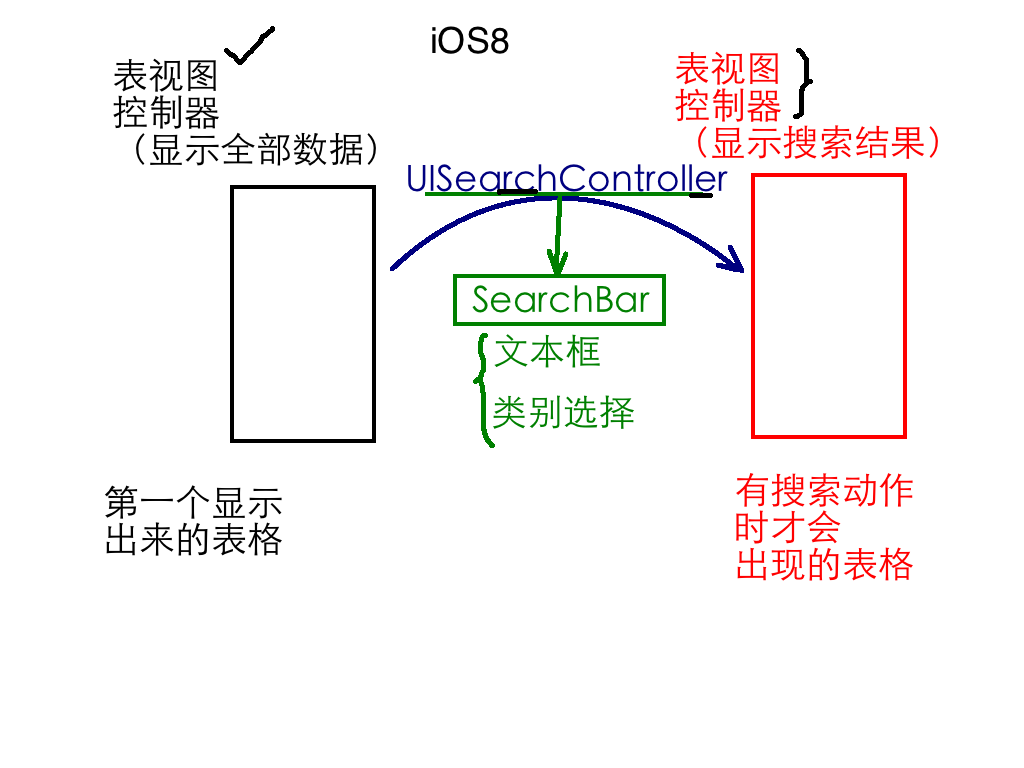 iOS8
表视图
控制器
（显示全部数据）
表视图
控制器
（显示搜索结果）
UISearchController
SearchBar
文本框
类别选择
第一个显示
出来的表格
有搜索动作
时才会
出现的表格